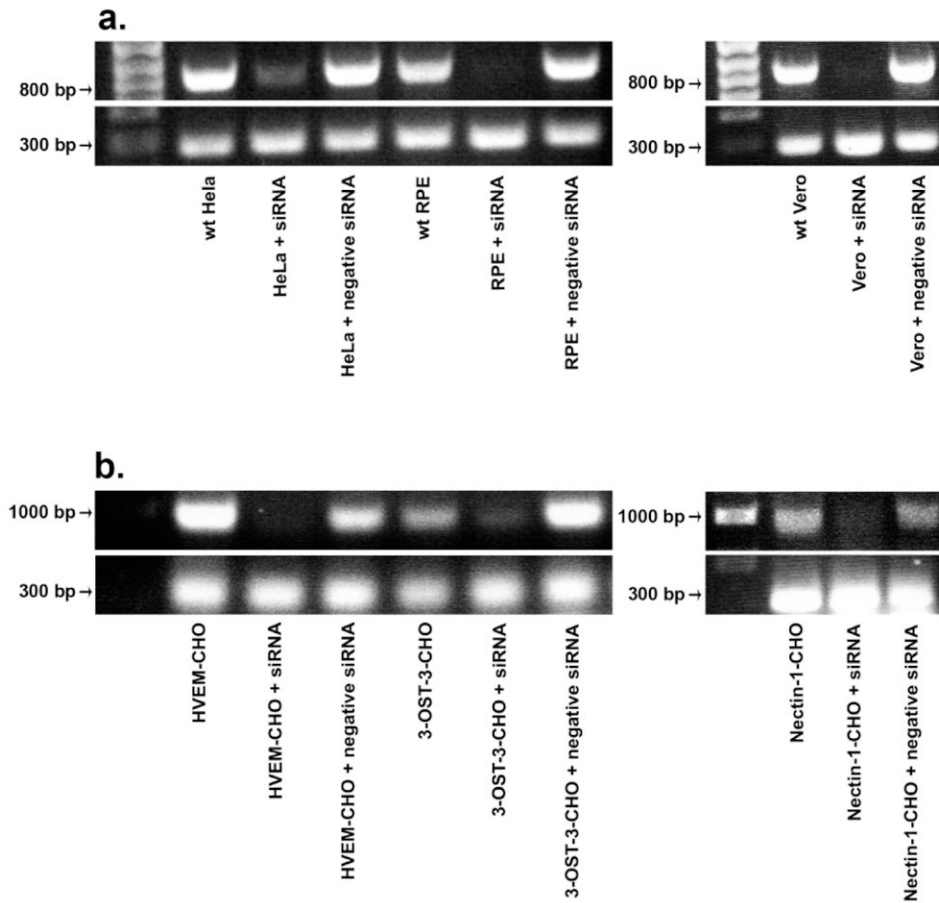 a.
800 bp→
800 bp→
300 bp→
300 bp→
wt Hela
HeLa + siRNA
HeLa + negative siRNA
wt RPE
RPE + siRNA
RPE + negative siRNA
wt Vero
Vero + siRNA
Vero + negative siRNA
b.
1000 bp→
1000 bp→
300 bp→
300 bp→
HVEM-CHO
HVEM-CHO + siRNA
HVEM-CHO + negative siRNA
3-OST-3-CHO
3-OST-3-CHO + siRNA
3-OST-3-CHO + negative siRNA
Nectin-1-CHO
Nectin-1-CHO + siRNA
Nectin-1-CHO + negative siRNA